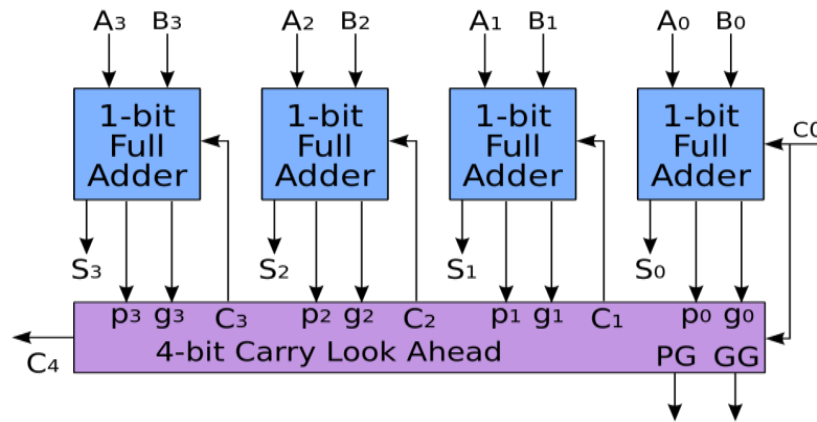 A₃ B₃ A₂ B₂ A₁ B₁ A₀ B₀
1-bit Full Adder
1-bit Full Adder
1-bit Full Adder
1-bit Full Adder
C0
S₃ S₂ S₁ S₀
p₃ g₃ C₃ p₂ g₂ C₂ p₁ g₁ C₁ p₀ g₀
C₄ 4-bit Carry Look Ahead PG GG